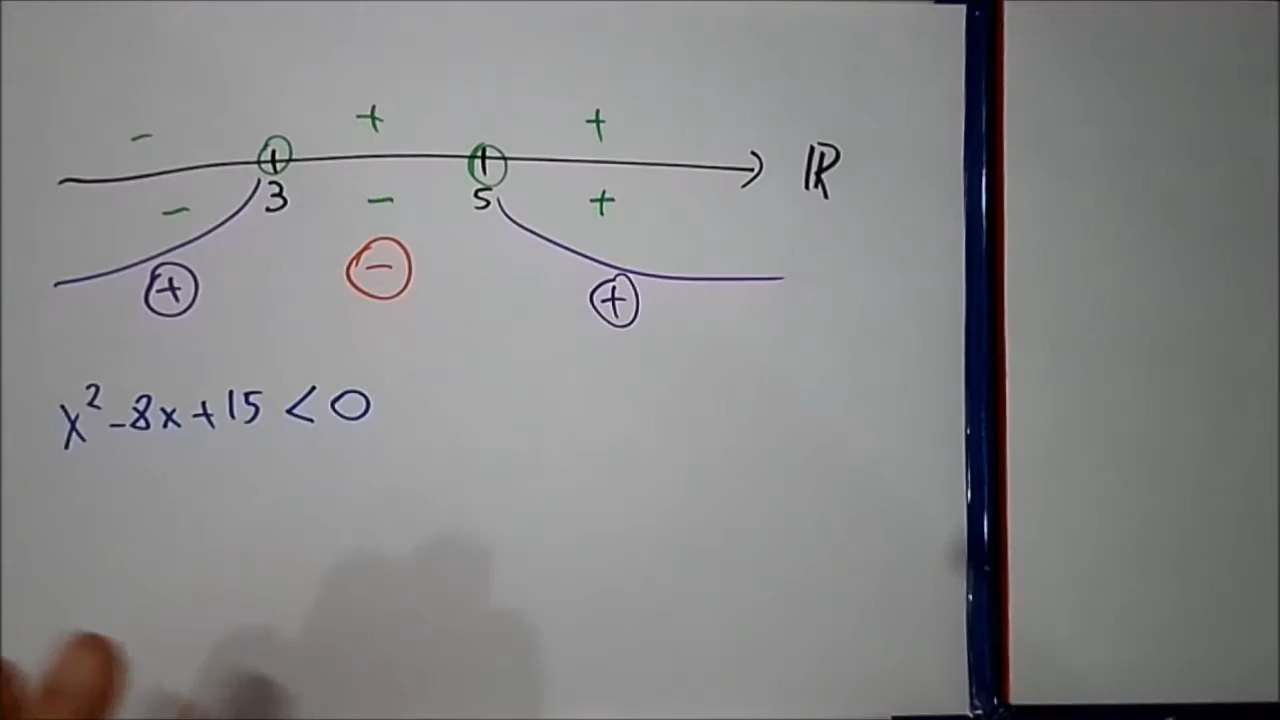 - + +
ℝ
3 5
- - +
+ - +
x² - 8x + 15 < 0